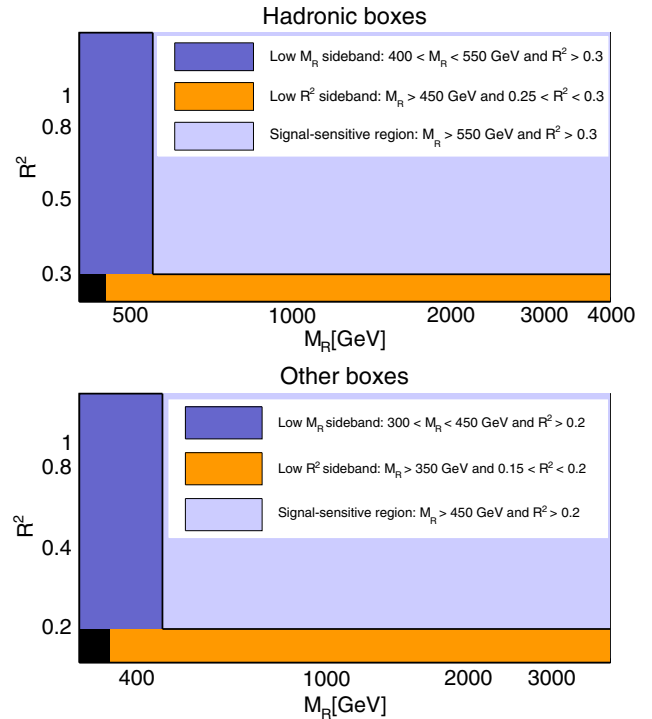 Hadronic boxes
Low M_R sideband: 400 < M_R < 550 GeV and R² > 0.3
Low R² sideband: M_R > 450 GeV and 0.25 < R² < 0.3
Signal-sensitive region: M_R > 550 GeV and R² > 0.3
1
0.8
0.5
0.3
R²
500 1000 2000 3000 4000
M_R[GeV]
Other boxes
Low M_R sideband: 300 < M_R < 450 GeV and R² > 0.2
Low R² sideband: M_R > 350 GeV and 0.15 < R² < 0.2
Signal-sensitive region: M_R > 450 GeV and R² > 0.2
1
0.8
0.4
0.2
R²
400 1000 2000 3000
M_R[GeV]